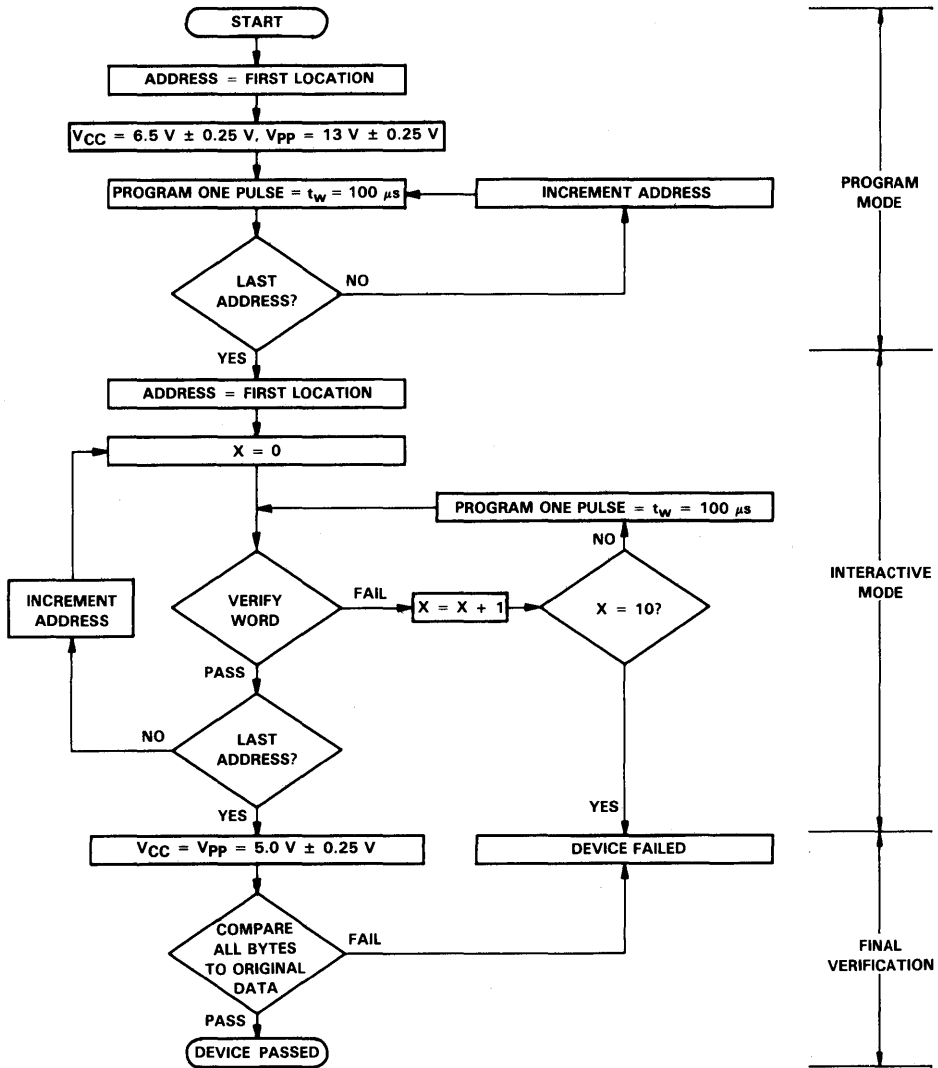 START
ADDRESS = FIRST LOCATION
VCC = 6.5 V ± 0.25 V, VPP = 13 V ± 0.25 V
PROGRAM ONE PULSE = tw = 100 μs
INCREMENT ADDRESS
PROGRAM
MODE
LAST
ADDRESS?
NO
YES
ADDRESS = FIRST LOCATION
X = 0
PROGRAM ONE PULSE = tw = 100 μs
NO
INCREMENT
ADDRESS
VERIFY
WORD
FAIL
X = X + 1
X = 10?
INTERACTIVE
MODE
PASS
NO
LAST
ADDRESS?
YES
YES
VCC = VPP = 5.0 V ± 0.25 V
DEVICE FAILED
COMPARE
ALL BYTES
TO ORIGINAL
DATA
FAIL
FINAL
VERIFICATION
PASS
DEVICE PASSED